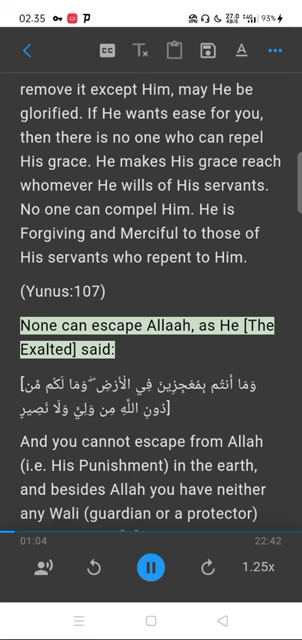 02.35
27.0 KB/S
4G
93%
CC
remove it except Him, may He be
glorified. If He wants ease for you,
then there is no one who can repel
His grace. He makes His grace reach
whomever He wills of His servants.
No one can compel Him. He is
Forgiving and Merciful to those of
His servants who repent to Him.
(Yunus:107)
None can escape Allaah, as He [The
Exalted] said:
[وَمَا أَنتُم بِمُعْجِزِينَ فِي الْأَرْضِ ۖ وَمَا لَكُم مِّن
دُونِ اللَّهِ مِن وَلِيٍّ وَلَا نَصِيرٍ]
And you cannot escape from Allah
(i.e. His Punishment) in the earth,
and besides Allah you have neither
any Wali (guardian or a protector)
01:04
22:42
1.25x